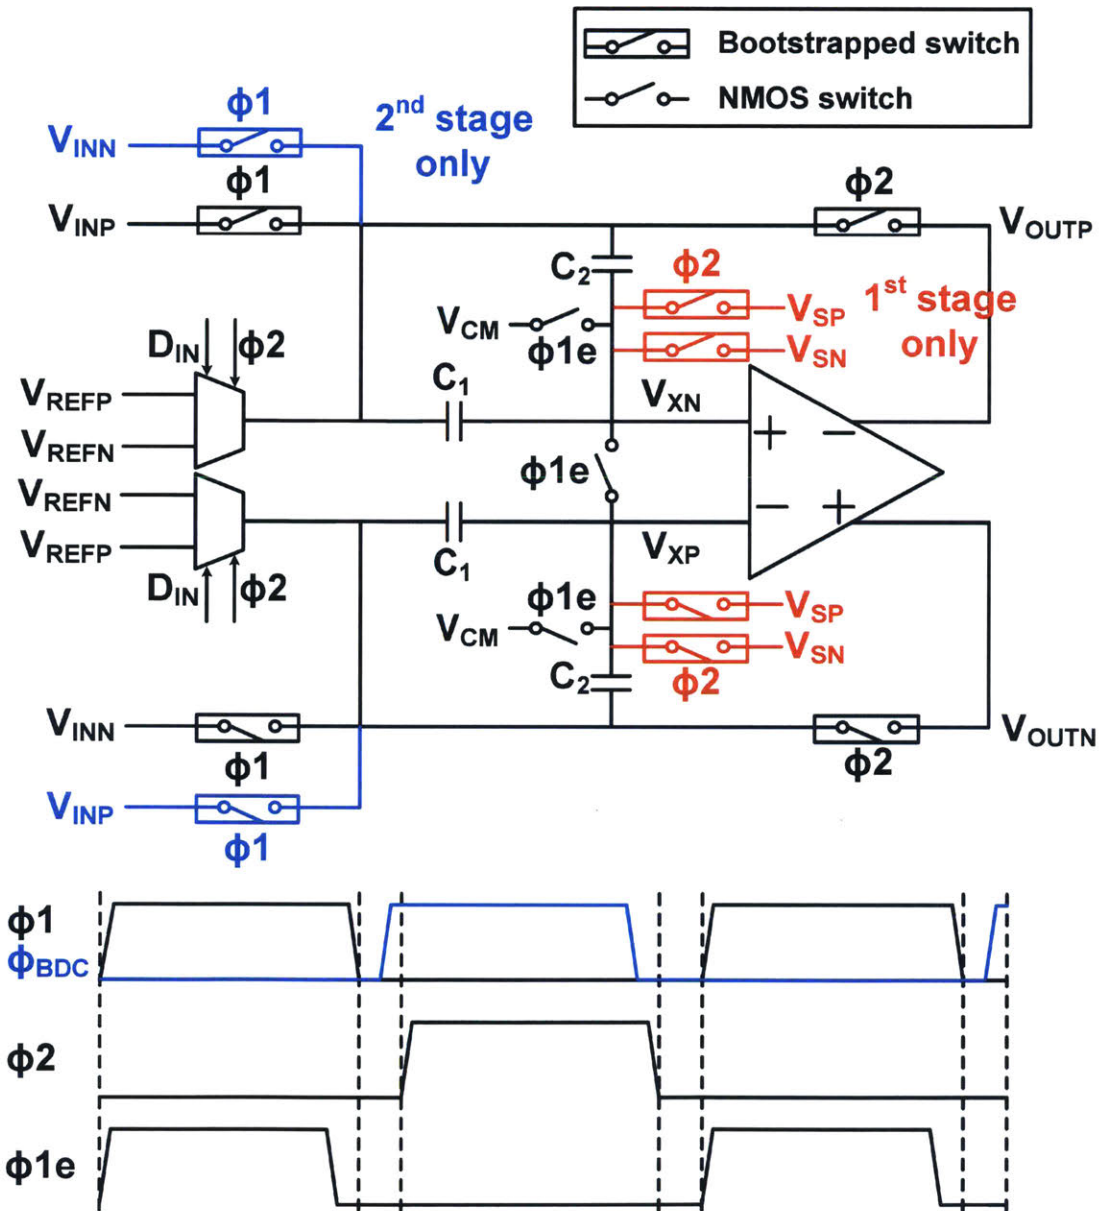 Bootstrapped switch
NMOS switch
ϕ1
2nd stage
only
VINN
ϕ1
VINP
ϕ2
VOUTP
C2
ϕ2
1st stage
only
VSP
VCM
ϕ1e
VSN
DIN
ϕ2
VREFP
C1
VXN
VREFN
+ −
ϕ1e
VREFN
− +
VREFP
C1
VXP
DIN
ϕ2
ϕ1e
VSP
VCM
VSN
C2
ϕ2
VINN
VOUTN
ϕ1
ϕ2
VINP
ϕ1
ϕ1
ϕBDC
ϕ2
ϕ1e